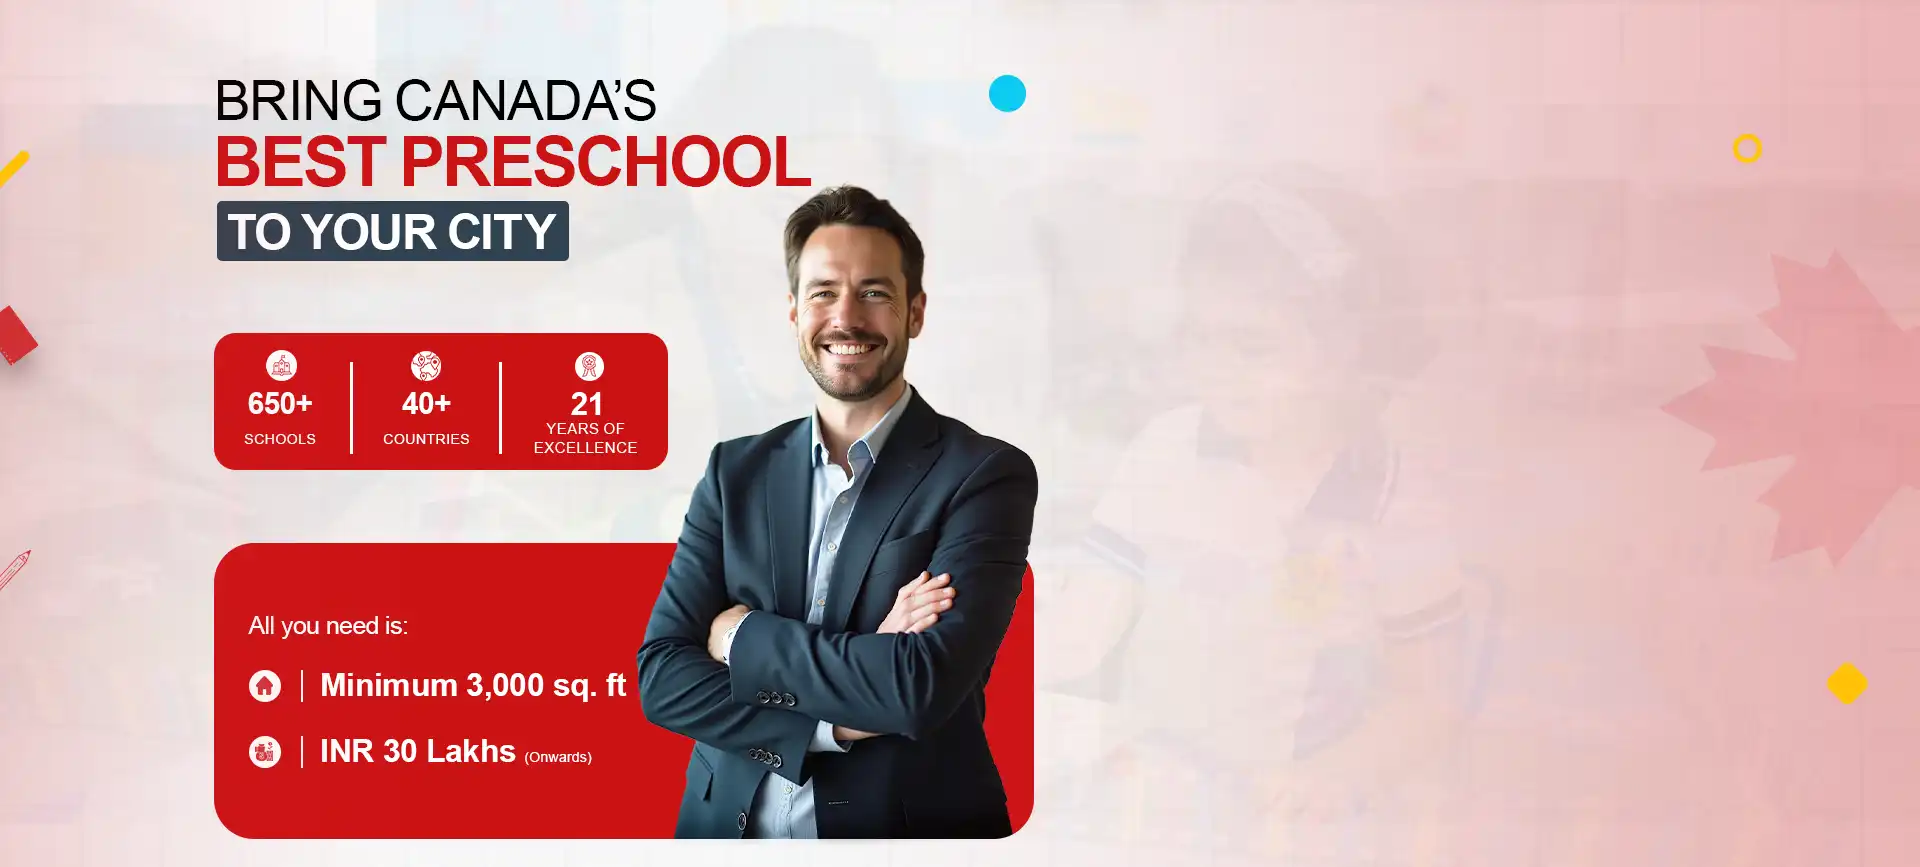 BRING CANADA’S
BEST PRESCHOOL
TO YOUR CITY
650+
SCHOOLS
40+
COUNTRIES
21
YEARS OF
EXCELLENCE
All you need is:
Minimum 3,000 sq. ft
INR 30 Lakhs (Onwards)